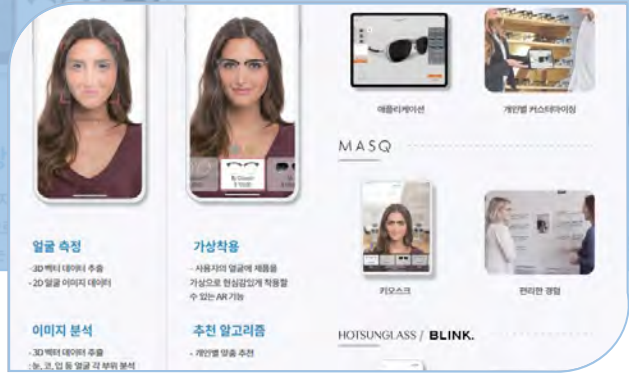 얼굴 측정
- 3D 벡터 데이터 추출
- 2D 얼굴 이미지 데이터
이미지 분석
- 3D 벡터 데이터 추출
: 눈, 코, 입 등 얼굴 각 부위 분석
가상착용
- 사용자의 얼굴에 제품을
가상으로 현실감있게 착용할
수 있는 AR 기능
추천 알고리즘
- 개인별 맞춤 추천
애플리케이션
개인별 커스터마이징
MASQ
키오스크
편리한 경험
HOTSUNGLASS / BLINK.